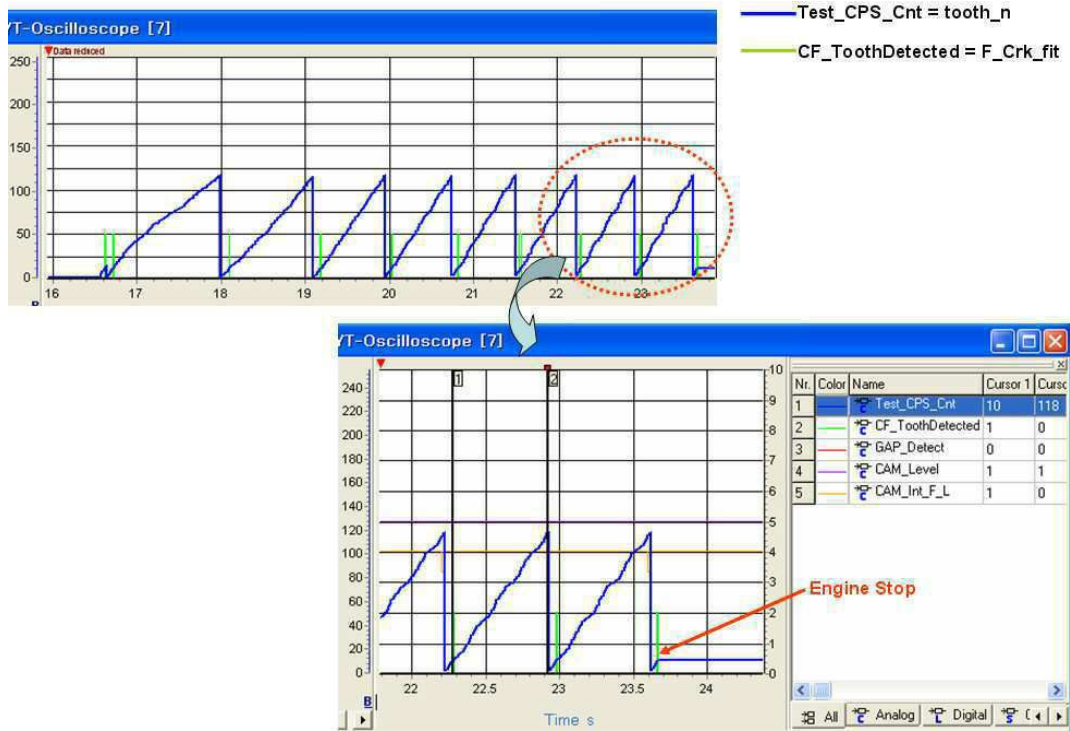 Test_CPS_Cnt = tooth_n
CF_ToothDetected = F_Crk_fit
YT-Oscilloscope [7]
Data reduced
250
200
150
100
50
0
16 17 18 19 20 21 22 23
B
YT-Oscilloscope [7]
240
220
200
180
160
140
120
100
80
60
40
20
0
1 2
10
9
8
7
6
5
4
3
2
1
0
22 22.5 23 23.5 24
B
Time s
Nr. Color Name Cursor 1 Curso
1 Test_CPS_Cnt 10 118
2 CF_ToothDetected 1 0
3 GAP_Detect 0 0
4 CAM_Level 1 1
5 CAM_Int_F_L 1 0
Engine Stop
All Analog Digital